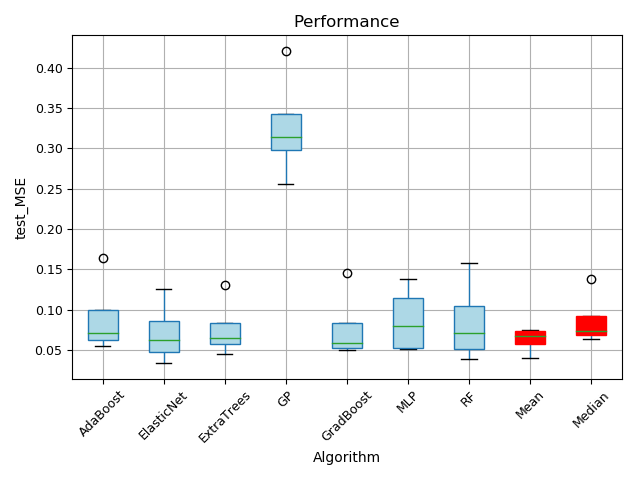 Performance
test_MSE
0.40
0.35
0.30
0.25
0.20
0.15
0.10
0.05
AdaBoost
ElasticNet
ExtraTrees
GP
GradBoost
MLP
RF
Mean
Median
Algorithm